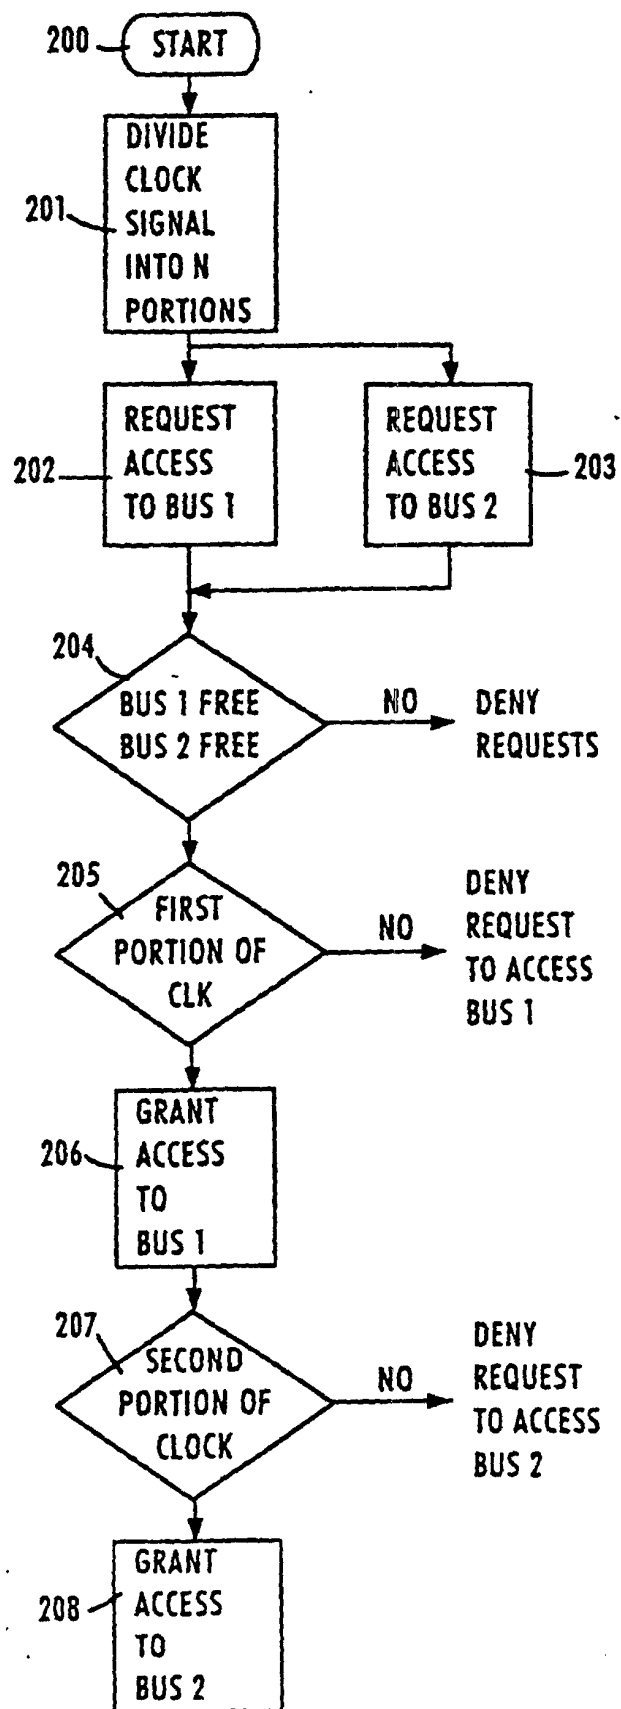 200
START
201
DIVIDE
CLOCK
SIGNAL
INTO N
PORTIONS
202
REQUEST
ACCESS
TO BUS 1
REQUEST
ACCESS
TO BUS 2
203
204
BUS 1 FREE
BUS 2 FREE
NO
DENY
REQUESTS
205
FIRST
PORTION OF
CLK
NO
DENY
REQUEST
TO ACCESS
BUS 1
206
GRANT
ACCESS
TO
BUS 1
207
SECOND
PORTION OF
CLOCK
NO
DENY
REQUEST
TO ACCESS
BUS 2
208
GRANT
ACCESS
TO
BUS 2